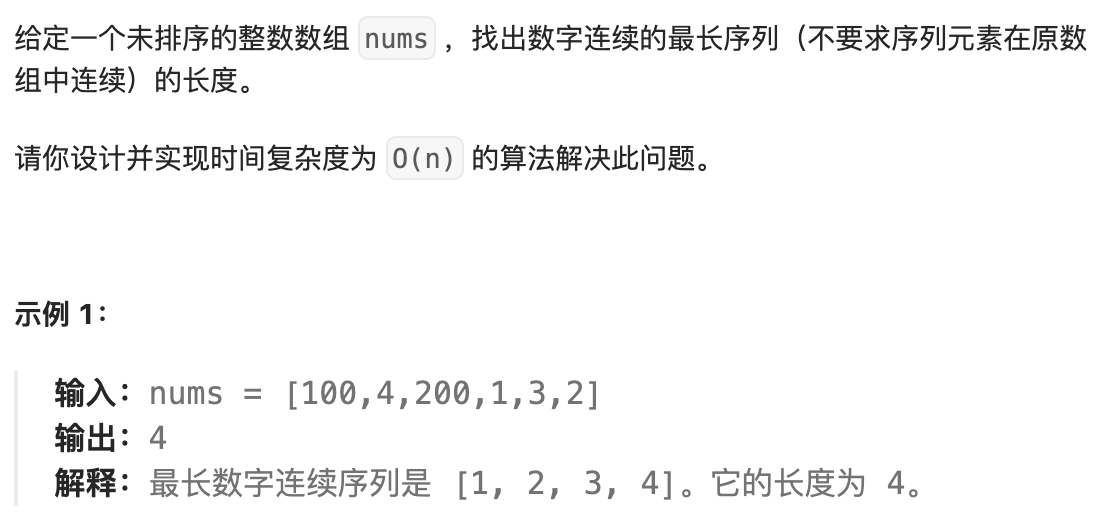 给定一个未排序的整数数组 nums ，找出数字连续的最长序列（不要求序列元素在原数
组中连续）的长度。
请你设计并实现时间复杂度为 O(n) 的算法解决此问题。
示例 1：
输入：nums = [100,4,200,1,3,2]
输出：4
解释：最长数字连续序列是 [1, 2, 3, 4]。它的长度为 4。